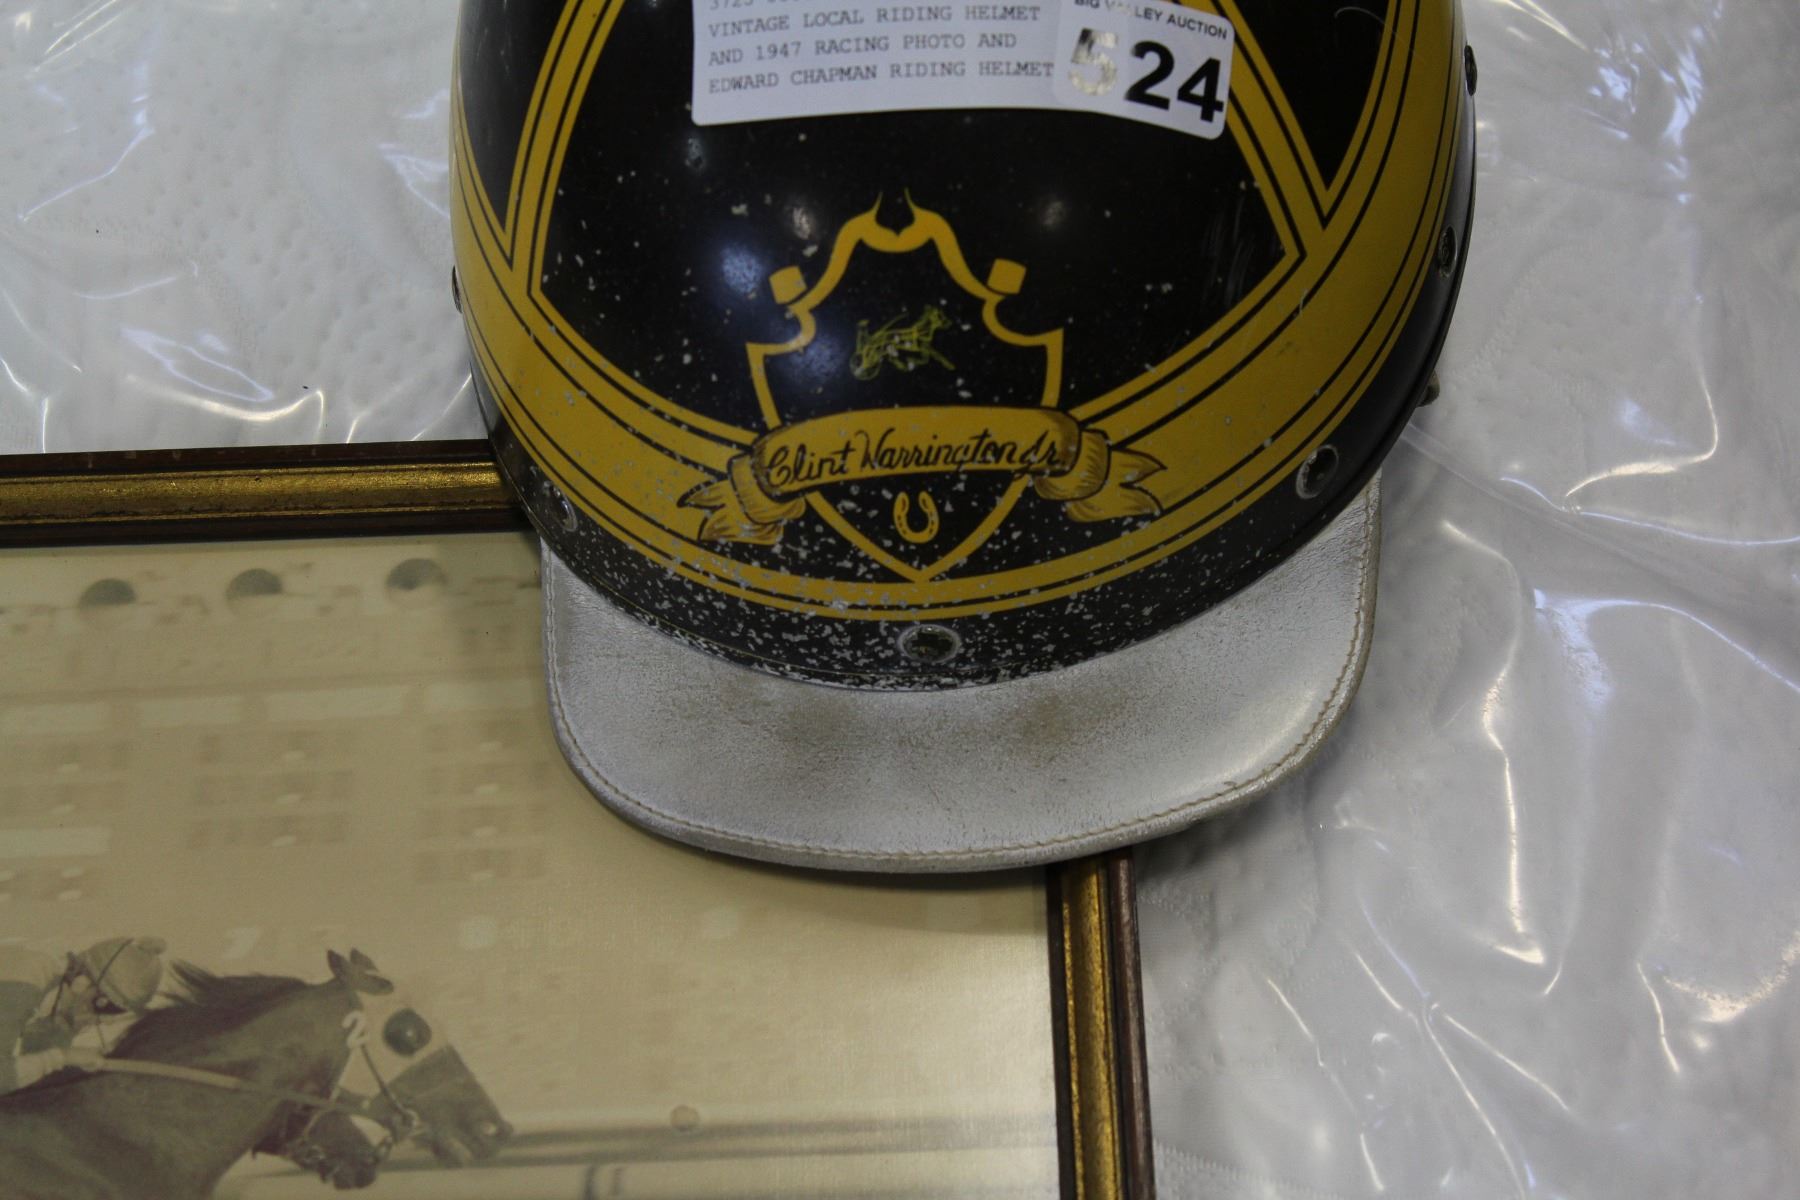 3723
VINTAGE LOCAL RIDING HELMET
AND 1947 RACING PHOTO AND
EDWARD CHAPMAN RIDING HELMET
BIG VALLEY AUCTION
524
Clint Warrington Jr.
2